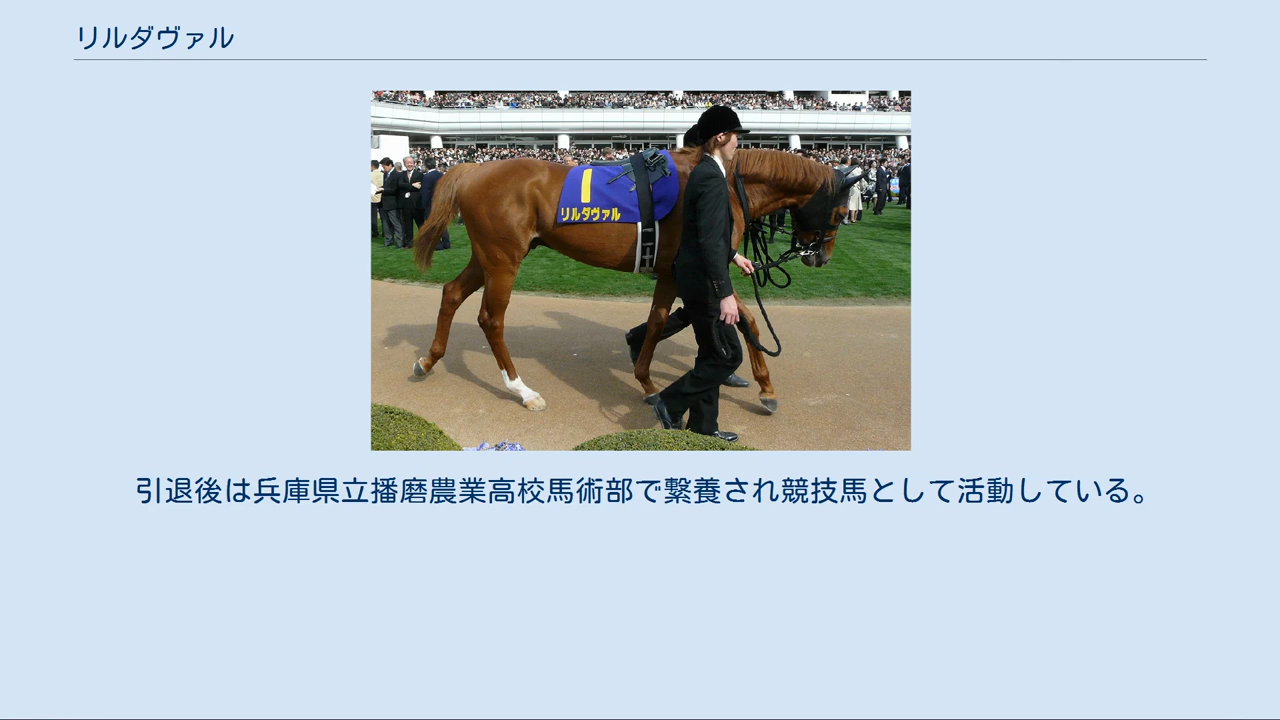 リルダヴァル
1
リルダヴァル
引退後は兵庫県立播磨農業高校馬術部で繋養され競技馬として活動している。